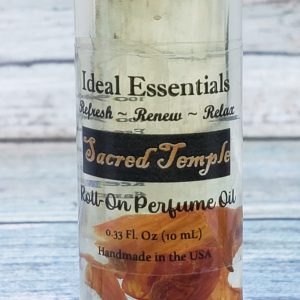 Ideal Essentials
Refresh ~ Renew ~ Relax
Sacred Temple
Roll-On Perfume Oil
0.33 Fl. Oz (10 mL)
Handmade in the USA